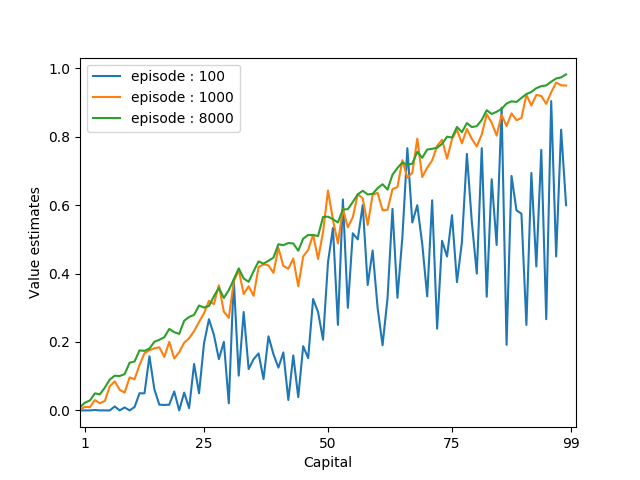 episode : 100
episode : 1000
episode : 8000
Value estimates
1.0
0.8
0.6
0.4
0.2
0.0
1 25 50 75 99
Capital